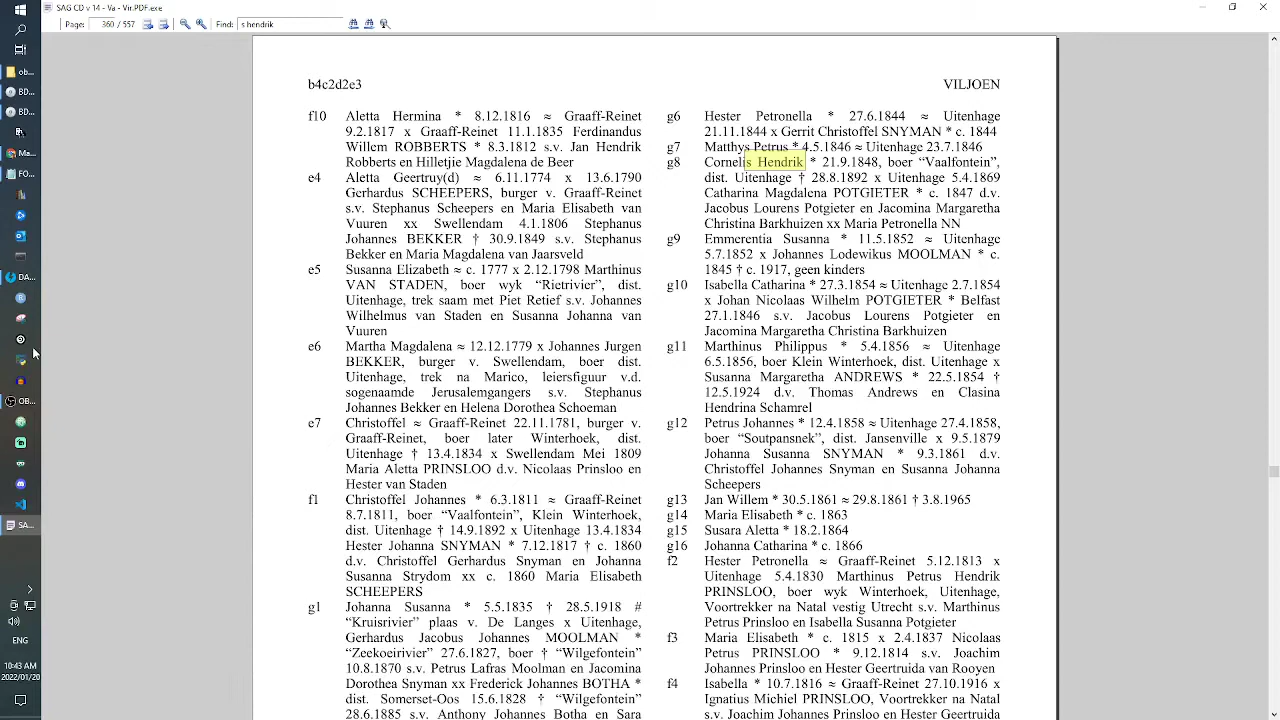 SAG CD v 14 - Va - Vir.PDF.exe
Page: 360 / 557 Find: s hendrik
b4c2d2e3 VILJOEN
f10 Aletta Hermina * 8.12.1816 ≈ Graaff-Reinet
9.2.1817 x Graaff-Reinet 11.1.1835 Ferdinandus
Willem ROBBERTS * 8.3.1812 s.v. Jan Hendrik
Robberts en Hilletjie Magdalena de Beer
e4 Aletta Geertruy(d) ≈ 6.11.1774 x 13.6.1790
Gerhardus SCHEEPERS, burger v. Graaff-Reinet
s.v. Stephanus Scheepers en Maria Elisabeth van
Vuuren xx Swellendam 4.1.1806 Stephanus
Johannes BEKKER † 30.9.1849 s.v. Stephanus
Bekker en Maria Magdalena van Jaarsveld
e5 Susanna Elizabeth ≈ c. 1777 x 2.12.1798 Marthinus
VAN STADEN, boer wyk “Rietrivier”, dist.
Uitenhage, trek saam met Piet Retief s.v. Johannes
Wilhelmus van Staden en Susanna Johanna van
Vuuren
e6 Martha Magdalena ≈ 12.12.1779 x Johannes Jurgen
BEKKER, burger v. Swellendam, boer dist.
Uitenhage, trek na Marico, leiersfiguur v.d.
sogenaamde Jerusalemgangers s.v. Stephanus
Johannes Bekker en Helena Dorothea Schoeman
e7 Christoffel ≈ Graaff-Reinet 22.11.1781, burger v.
Graaff-Reinet, boer later Winterhoek, dist.
Uitenhage † 13.4.1834 x Swellendam Mei 1809
Maria Aletta PRINSLOO d.v. Nicolaas Prinsloo en
Hester van Staden
f1 Christoffel Johannes * 6.3.1811 ≈ Graaff-Reinet
8.7.1811, boer “Vaalfontein”, Klein Winterhoek,
dist. Uitenhage † 14.9.1892 x Uitenhage 13.4.1834
Hester Johanna SNYMAN * 7.12.1817 † c. 1860
d.v. Christoffel Gerhardus Snyman en Johanna
Susanna Strydom xx c. 1860 Maria Elisabeth
SCHEEPERS
g1 Johanna Susanna * 5.5.1835 † 28.5.1918 #
“Kruisrivier” plaas v. De Langes x Uitenhage,
Gerhardus Jacobus Johannes MOOLMAN *
“Zeekoeirivier” 27.6.1827, boer † “Wilgefontein”
10.8.1870 s.v. Petrus Lafras Moolman en Jacomina
Dorothea Snyman xx Frederick Johannes BOTHA *
dist. Somerset-Oos 15.6.1828 † “Wilgefontein”
28.6.1885 s.v. Anthony Johannes Botha en Sara
g6 Hester Petronella * 27.6.1844 ≈ Uitenhage
21.11.1844 x Gerrit Christoffel SNYMAN * c. 1844
g7 Matthys Petrus * 4.5.1846 ≈ Uitenhage 23.7.1846
g8 Cornelis Hendrik * 21.9.1848, boer “Vaalfontein”,
dist. Uitenhage † 28.8.1892 x Uitenhage 5.4.1869
Catharina Magdalena POTGIETER * c. 1847 d.v.
Jacobus Lourens Potgieter en Jacomina Margaretha
Christina Barkhuizen xx Maria Petronella NN
g9 Emmerentia Susanna * 11.5.1852 ≈ Uitenhage
5.7.1852 x Johannes Lodewikus MOOLMAN * c.
1845 † c. 1917, geen kinders
g10 Isabella Catharina * 27.3.1854 ≈ Uitenhage 2.7.1854
x Johan Nicolaas Wilhelm POTGIETER * Belfast
27.1.1846 s.v. Jacobus Lourens Potgieter en
Jacomina Margaretha Christina Barkhuizen
g11 Marthinus Philippus * 5.4.1856 ≈ Uitenhage
6.5.1856, boer Klein Winterhoek, dist. Uitenhage x
Susanna Margaretha ANDREWS * 22.5.1854 †
12.5.1924 d.v. Thomas Andrews en Clasina
Hendrina Schamrel
g12 Petrus Johannes * 12.4.1858 ≈ Uitenhage 27.4.1858,
boer “Soutpansnek”, dist. Jansenville x 9.5.1879
Johanna Susanna SNYMAN * 9.3.1861 d.v.
Christoffel Johannes Snyman en Susanna Johanna
Scheepers
g13 Jan Willem * 30.5.1861 ≈ 29.8.1861 † 3.8.1965
g14 Maria Elisabeth * c. 1863
g15 Susara Aletta * 18.2.1864
g16 Johanna Catharina * c. 1866
f2 Hester Petronella ≈ Graaff-Reinet 5.12.1813 x
Uitenhage 5.4.1830 Marthinus Petrus Hendrik
PRINSLOO, boer wyk Winterhoek, Uitenhage,
Voortrekker na Natal vestig Utrecht s.v. Marthinus
Petrus Prinsloo en Isabella Susanna Potgieter
f3 Maria Elisabeth * c. 1815 x 2.4.1837 Nicolaas
Petrus PRINSLOO * 9.12.1814 s.v. Joachim
Johannes Prinsloo en Hester Geertruida van Rooyen
f4 Isabella * 10.7.1816 ≈ Graaff-Reinet 27.10.1916 x
Ignatius Michiel PRINSLOO, Voortrekker na Natal
s.v. Joachim Johannes Prinsloo en Hester Geertruida
ob...
BD...
BD...
FO...
DA...
OB...
SA...
ENG
10:43 AM
2022/01/20